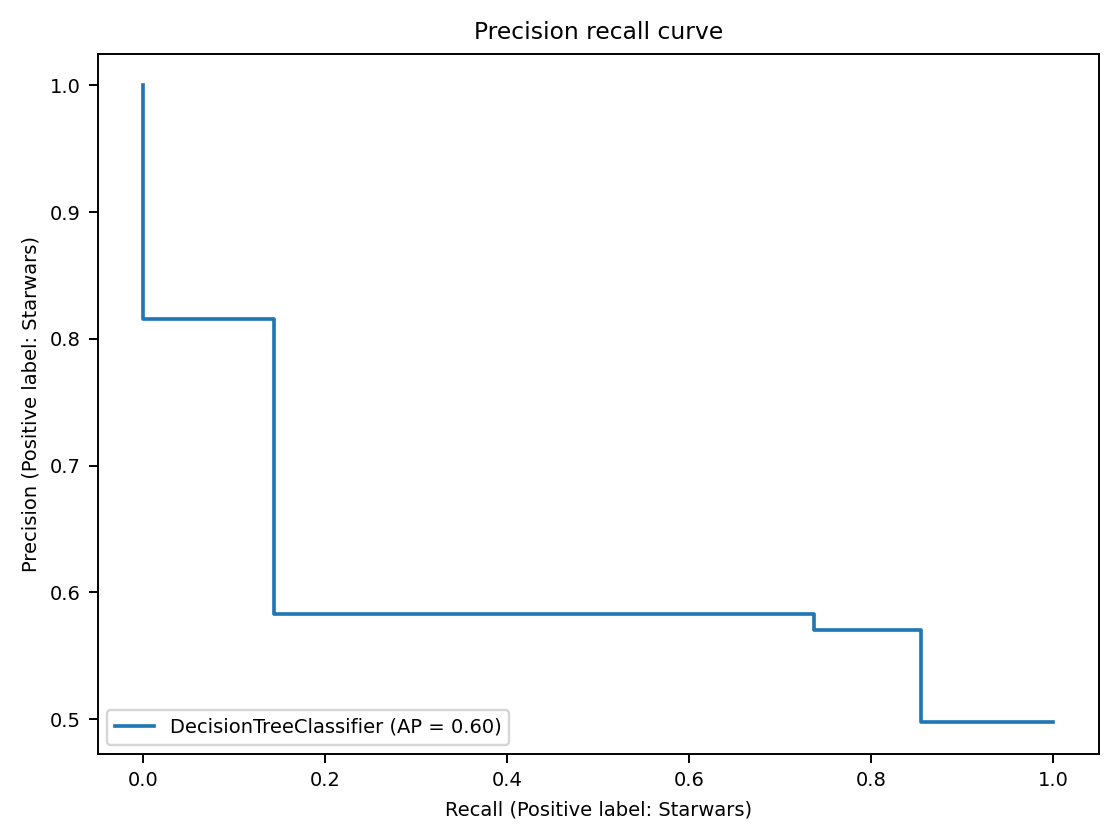 Precision recall curve
1.0
0.9
0.8
0.7
0.6
0.5
Precision (Positive label: Starwars)
DecisionTreeClassifier (AP = 0.60)
0.0 0.2 0.4 0.6 0.8 1.0
Recall (Positive label: Starwars)